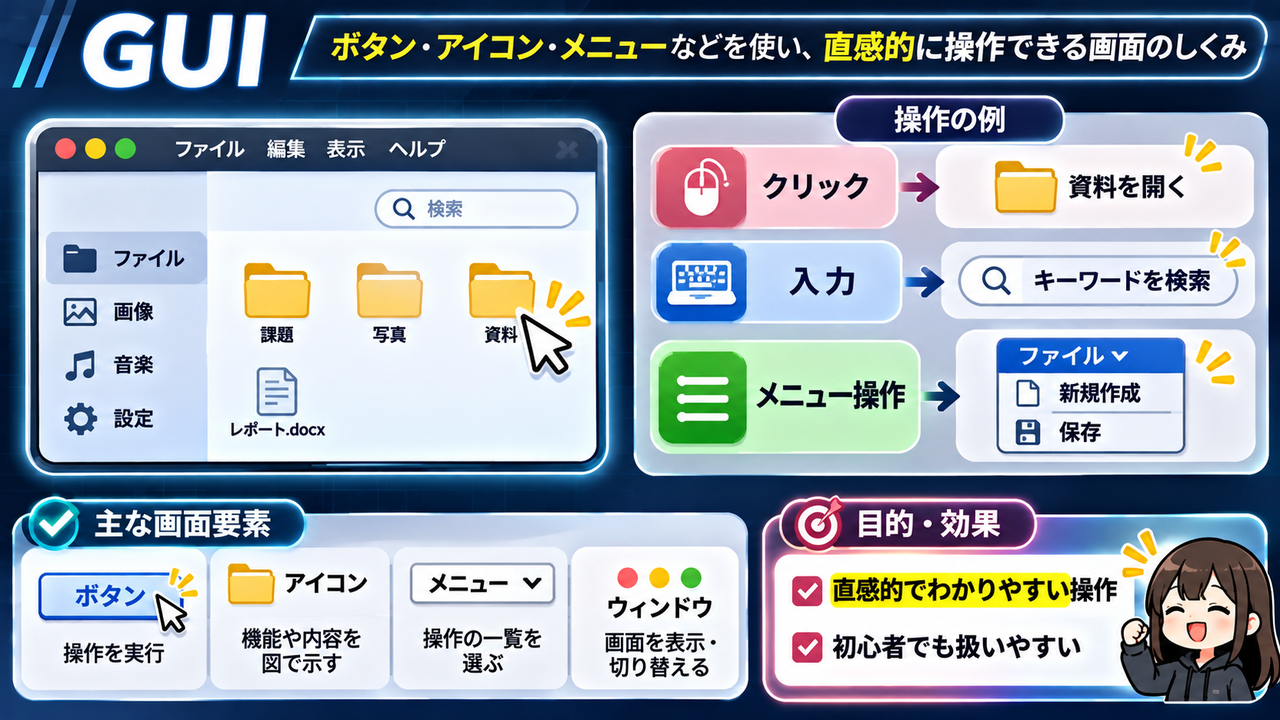 GUI
ボタン・アイコン・メニューなどを使い、直感的に操作できる画面のしくみ
ファイル 編集 表示 ヘルプ
検索
ファイル
画像
音楽
設定
課題
写真
資料
レポート.docx
操作の例
クリック
資料を開く
入力
キーワードを検索
メニュー操作
ファイル
新規作成
保存
主な画面要素
ボタン
操作を実行
アイコン
機能や内容を
図で示す
メニュー
操作の一覧を
選ぶ
ウィンドウ
画面を表示・
切り替える
目的・効果
直感的でわかりやすい操作
初心者でも扱いやすい